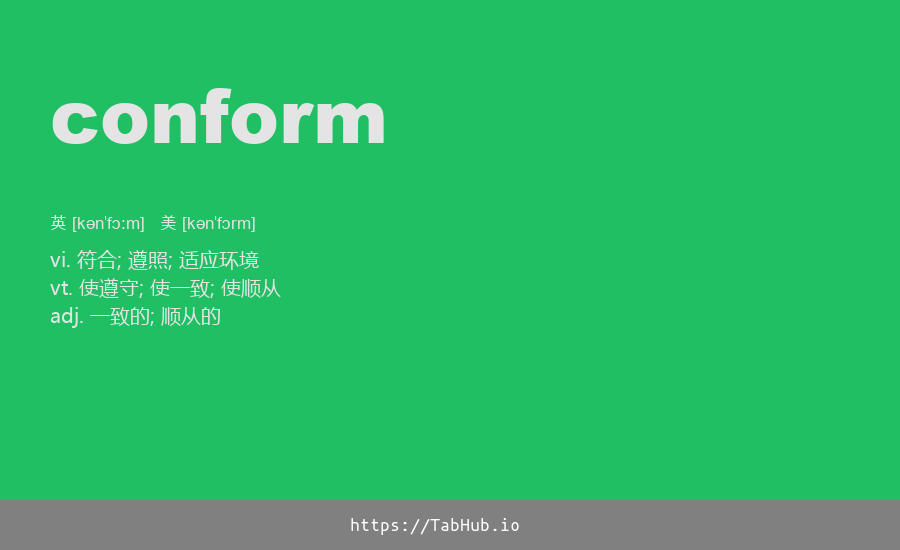 conform
英 [kən'fɔːm] 美 [kən'fɔrm]
vi. 符合; 遵照; 适应环境
vt. 使遵守; 使一致; 使顺从
adj. 一致的; 顺从的
https://TabHub.io